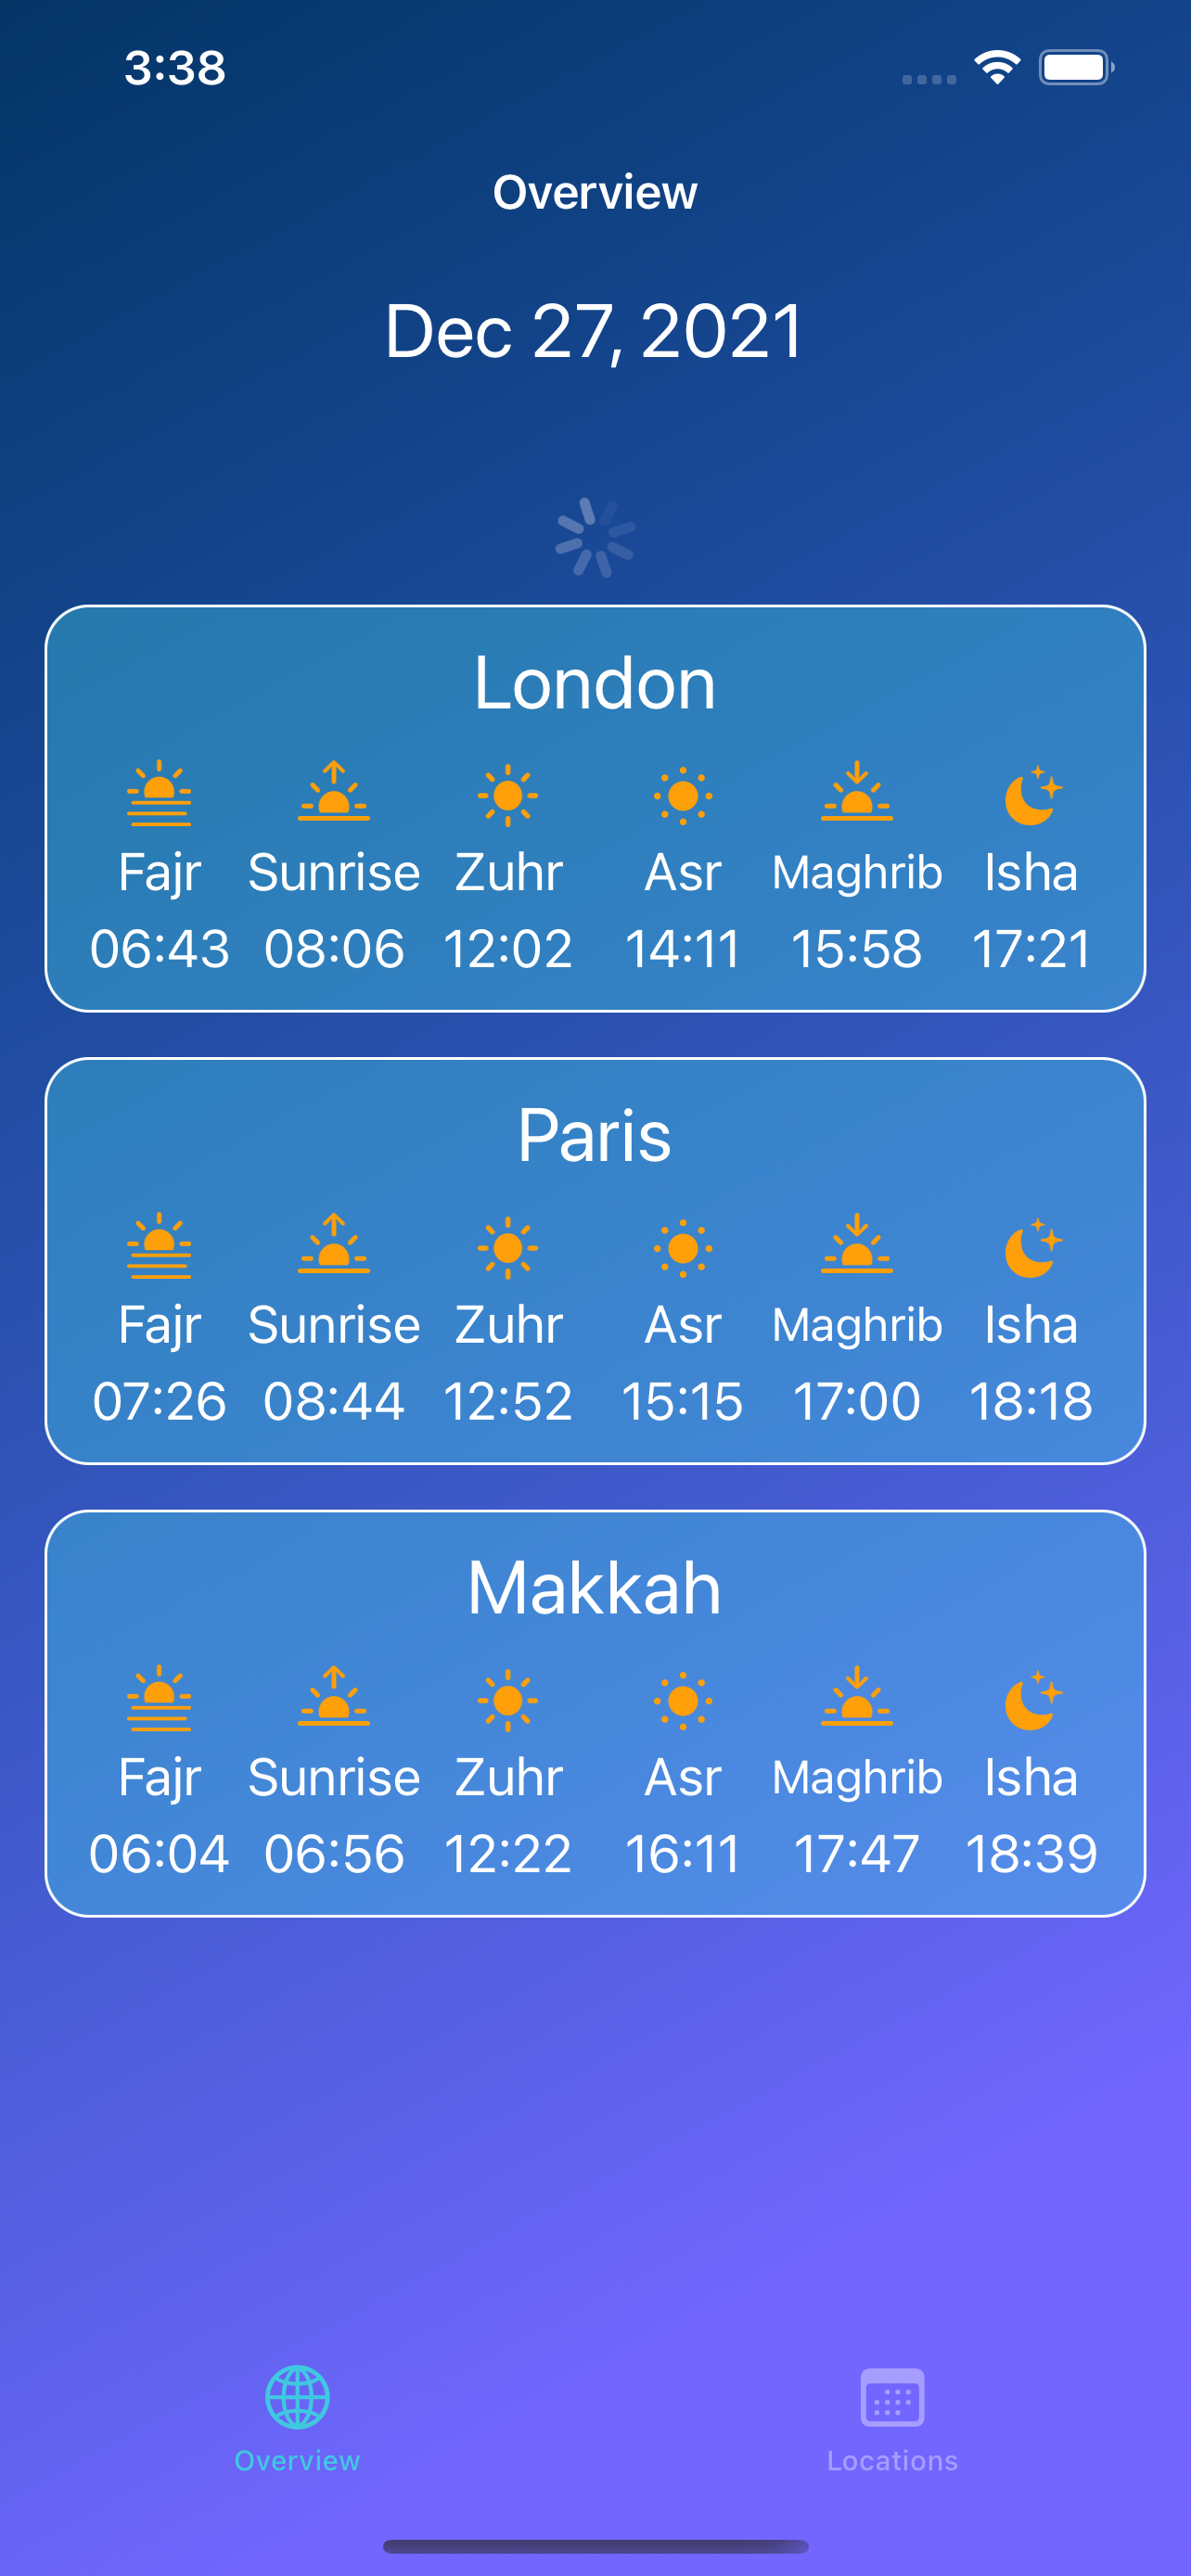 3:38
Overview
Dec 27, 2021
London
Fajr Sunrise Zuhr Asr Maghrib Isha
06:43 08:06 12:02 14:11 15:58 17:21
Paris
Fajr Sunrise Zuhr Asr Maghrib Isha
07:26 08:44 12:52 15:15 17:00 18:18
Makkah
Fajr Sunrise Zuhr Asr Maghrib Isha
06:04 06:56 12:22 16:11 17:47 18:39
Overview Locations